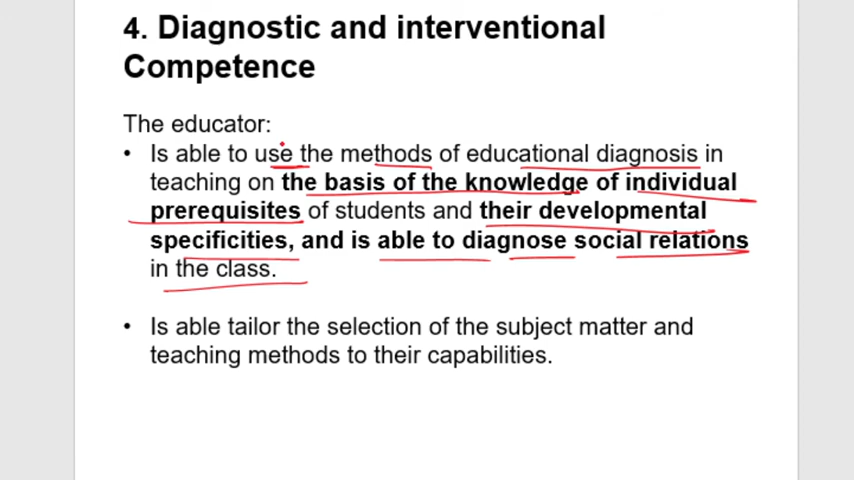 4. Diagnostic and interventional
Competence
The educator:
• Is able to use the methods of educational diagnosis in
teaching on the basis of the knowledge of individual
prerequisites of students and their developmental
specificities, and is able to diagnose social relations
in the class.
• Is able tailor the selection of the subject matter and
teaching methods to their capabilities.